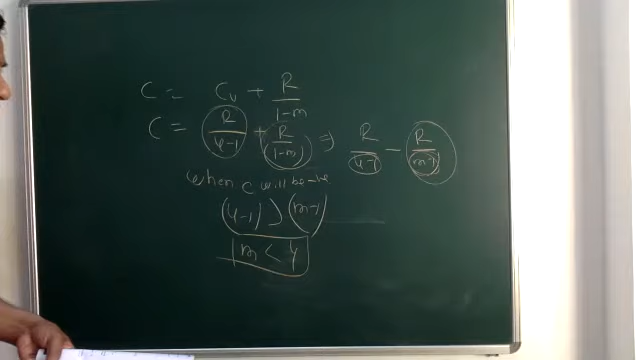 C = Cv + R/(1-m)
C = R/(γ-1) + R/(1-m) ⇒ R/(γ-1) - R/(m-1)
when C will be -ve
(γ-1) > (m-1)
m < γ